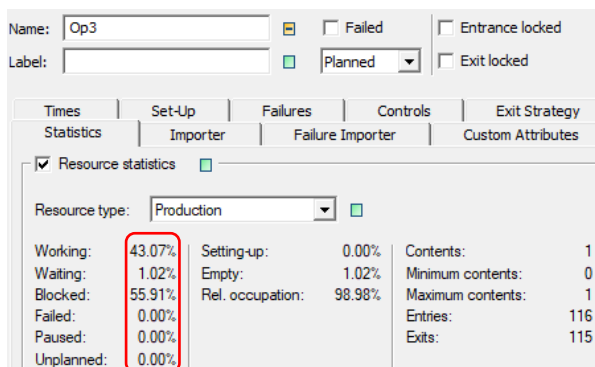 Name: Op3 Failed Entrance locked
Label: Planned Exit locked
Times Set-Up Failures Controls Exit Strategy
Statistics Importer Failure Importer Custom Attributes
Resource statistics
Resource type: Production
Working: 43.07% Setting-up: 0.00% Contents: 1
Waiting: 1.02% Empty: 1.02% Minimum contents: 0
Blocked: 55.91% Rel. occupation: 98.98% Maximum contents: 1
Failed: 0.00% Entries: 116
Paused: 0.00% Exits: 115
Unplanned: 0.00%